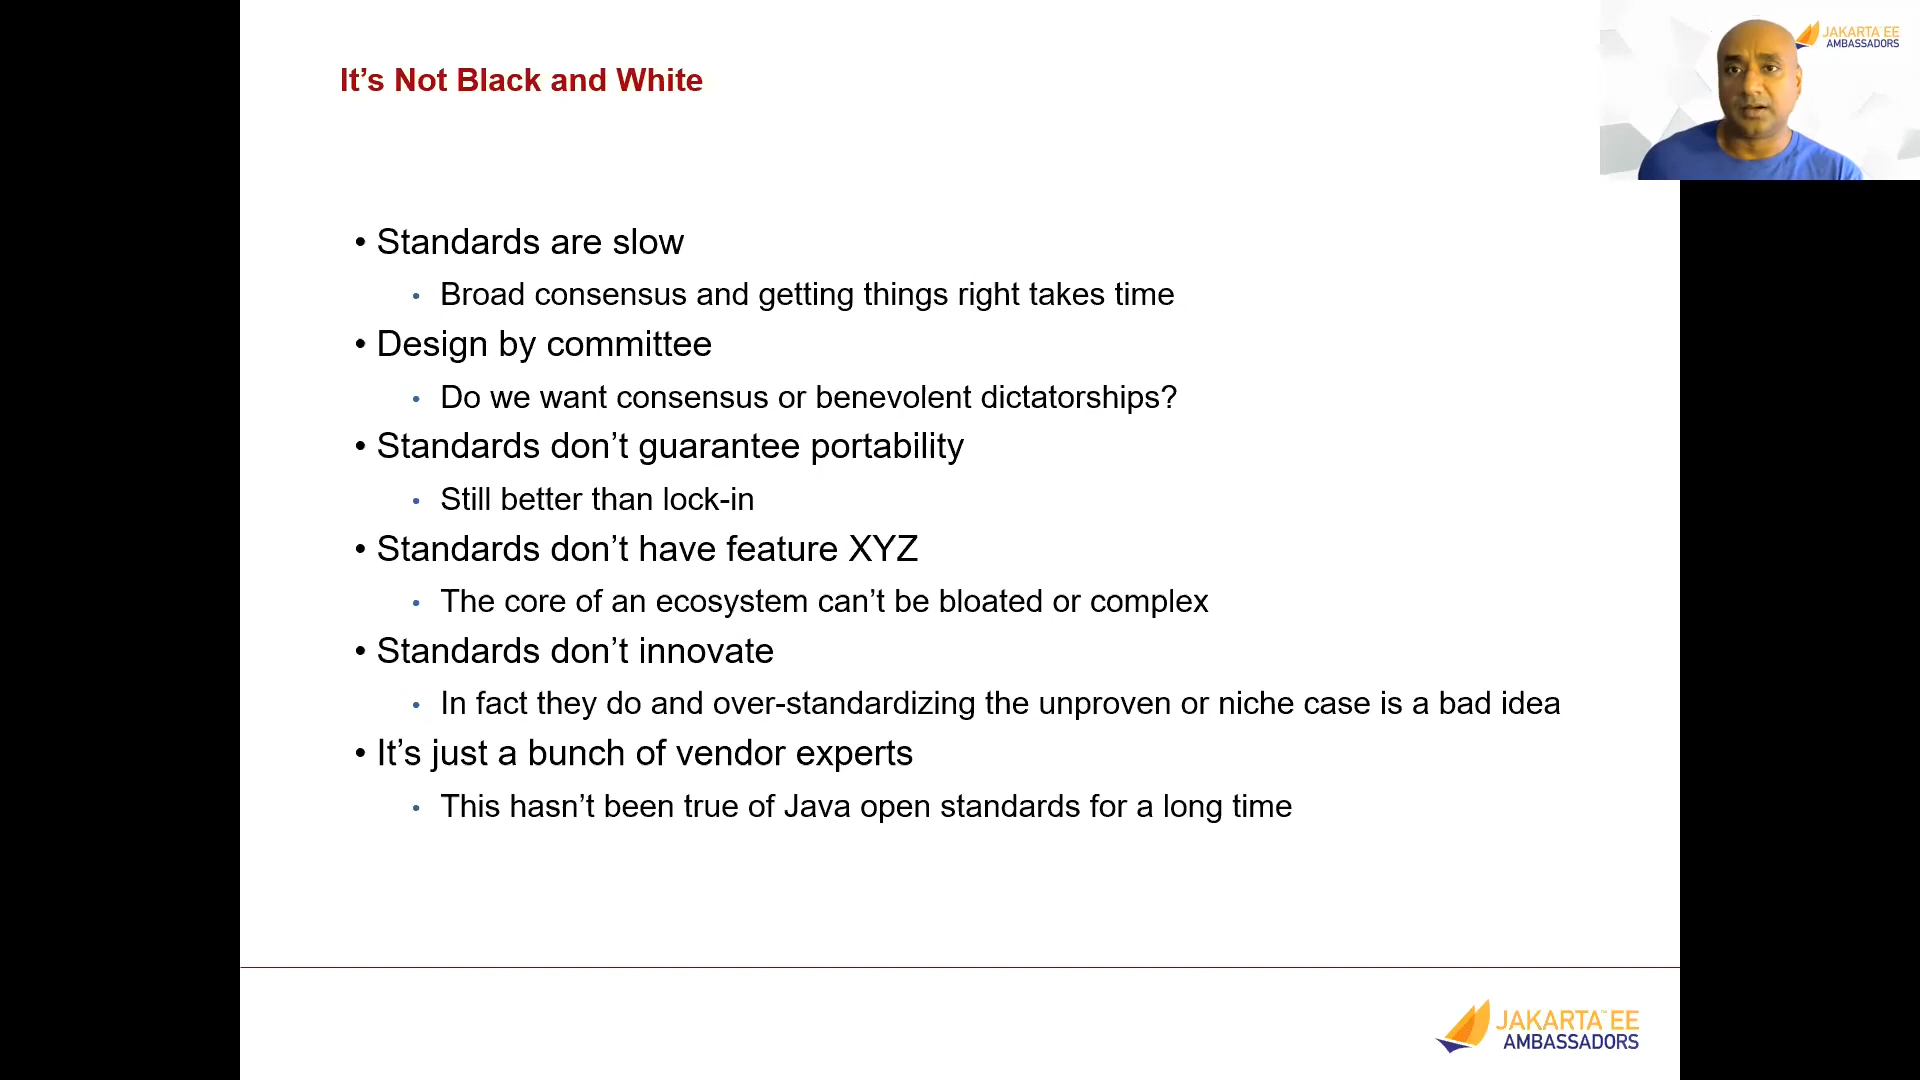 JAKARTA EE
AMBASSADORS
It’s Not Black and White
• Standards are slow
• Broad consensus and getting things right takes time
• Design by committee
• Do we want consensus or benevolent dictatorships?
• Standards don’t guarantee portability
• Still better than lock-in
• Standards don’t have feature XYZ
• The core of an ecosystem can’t be bloated or complex
• Standards don’t innovate
• In fact they do and over-standardizing the unproven or niche case is a bad idea
• It’s just a bunch of vendor experts
• This hasn’t been true of Java open standards for a long time
JAKARTA™ EE
AMBASSADORS